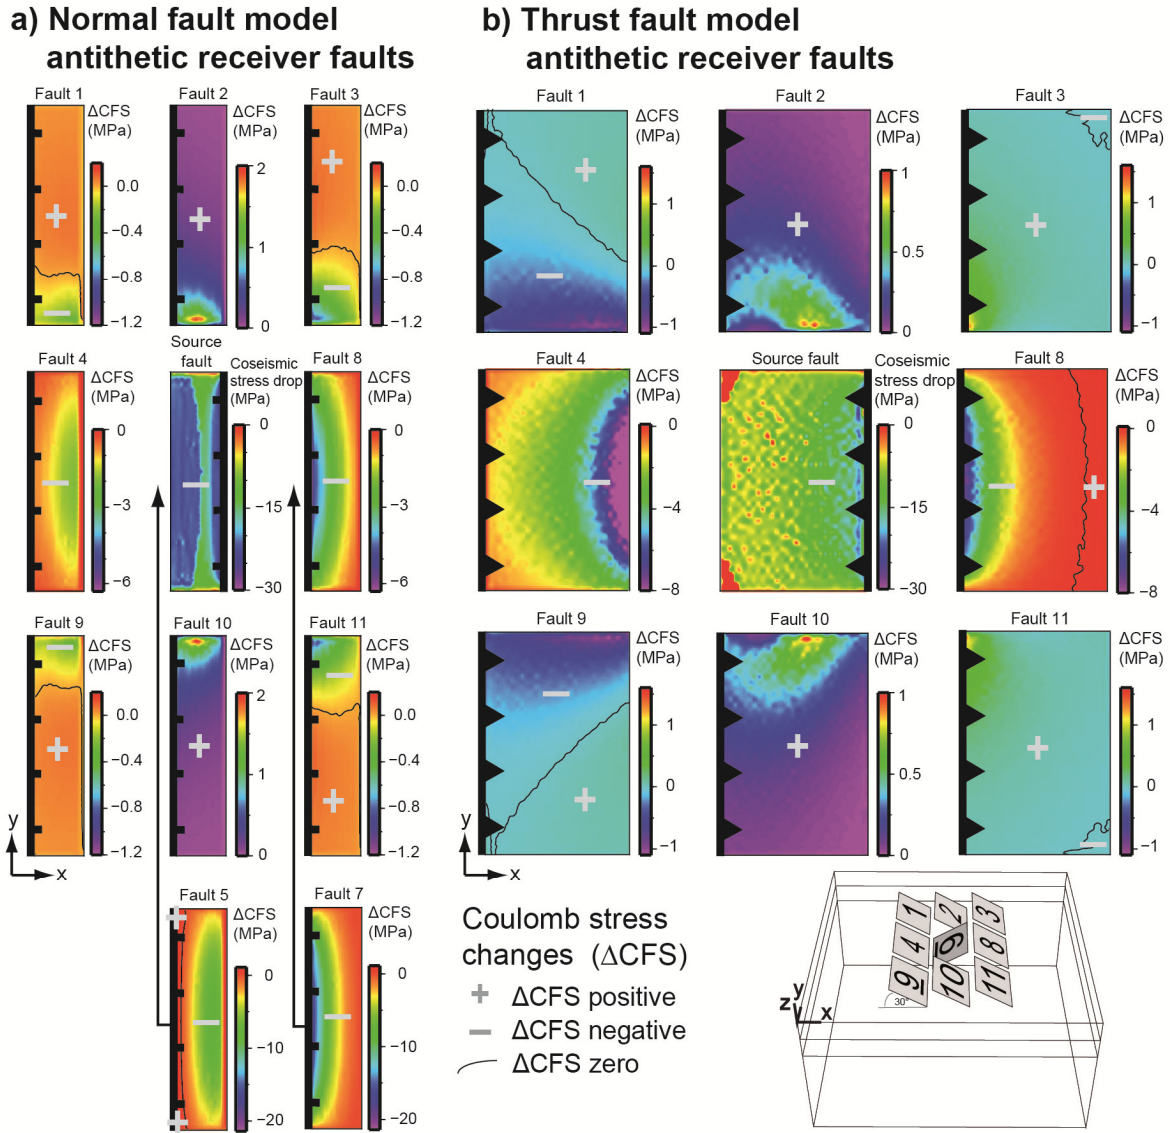 a) Normal fault model
antithetic receiver faults
b) Thrust fault model
antithetic receiver faults
Fault 1
ΔCFS
(MPa)
0.0
−0.4
−0.8
−1.2
Fault 2
ΔCFS
(MPa)
2
1
0
Fault 3
ΔCFS
(MPa)
0.0
−0.4
−0.8
−1.2
Fault 1
ΔCFS
(MPa)
1
0
−1
Fault 2
ΔCFS
(MPa)
1
0.5
0
Fault 3
ΔCFS
(MPa)
1
0
−1
Fault 4
ΔCFS
(MPa)
0
−3
−6
Source
fault
Coseismic
stress drop
(MPa)
0
−15
−30
Fault 8
ΔCFS
(MPa)
0
−3
−6
Fault 4
ΔCFS
(MPa)
0
−4
−8
Source fault
Coseismic
stress drop
(MPa)
0
−15
−30
Fault 8
ΔCFS
(MPa)
0
−4
−8
Fault 9
ΔCFS
(MPa)
0.0
−0.4
−0.8
−1.2
Fault 10
ΔCFS
(MPa)
2
1
0
Fault 11
ΔCFS
(MPa)
0.0
−0.4
−0.8
−1.2
Fault 9
ΔCFS
(MPa)
1
0
−1
Fault 10
ΔCFS
(MPa)
1
0.5
0
Fault 11
ΔCFS
(MPa)
1
0
−1
y
x
y
x
Fault 5
ΔCFS
(MPa)
0
−10
−20
Fault 7
ΔCFS
(MPa)
0
−10
−20
Coulomb stress
changes (ΔCFS)
ΔCFS positive
ΔCFS negative
ΔCFS zero
1 2 3
4 6 8
9 10 11
30°
y
z x